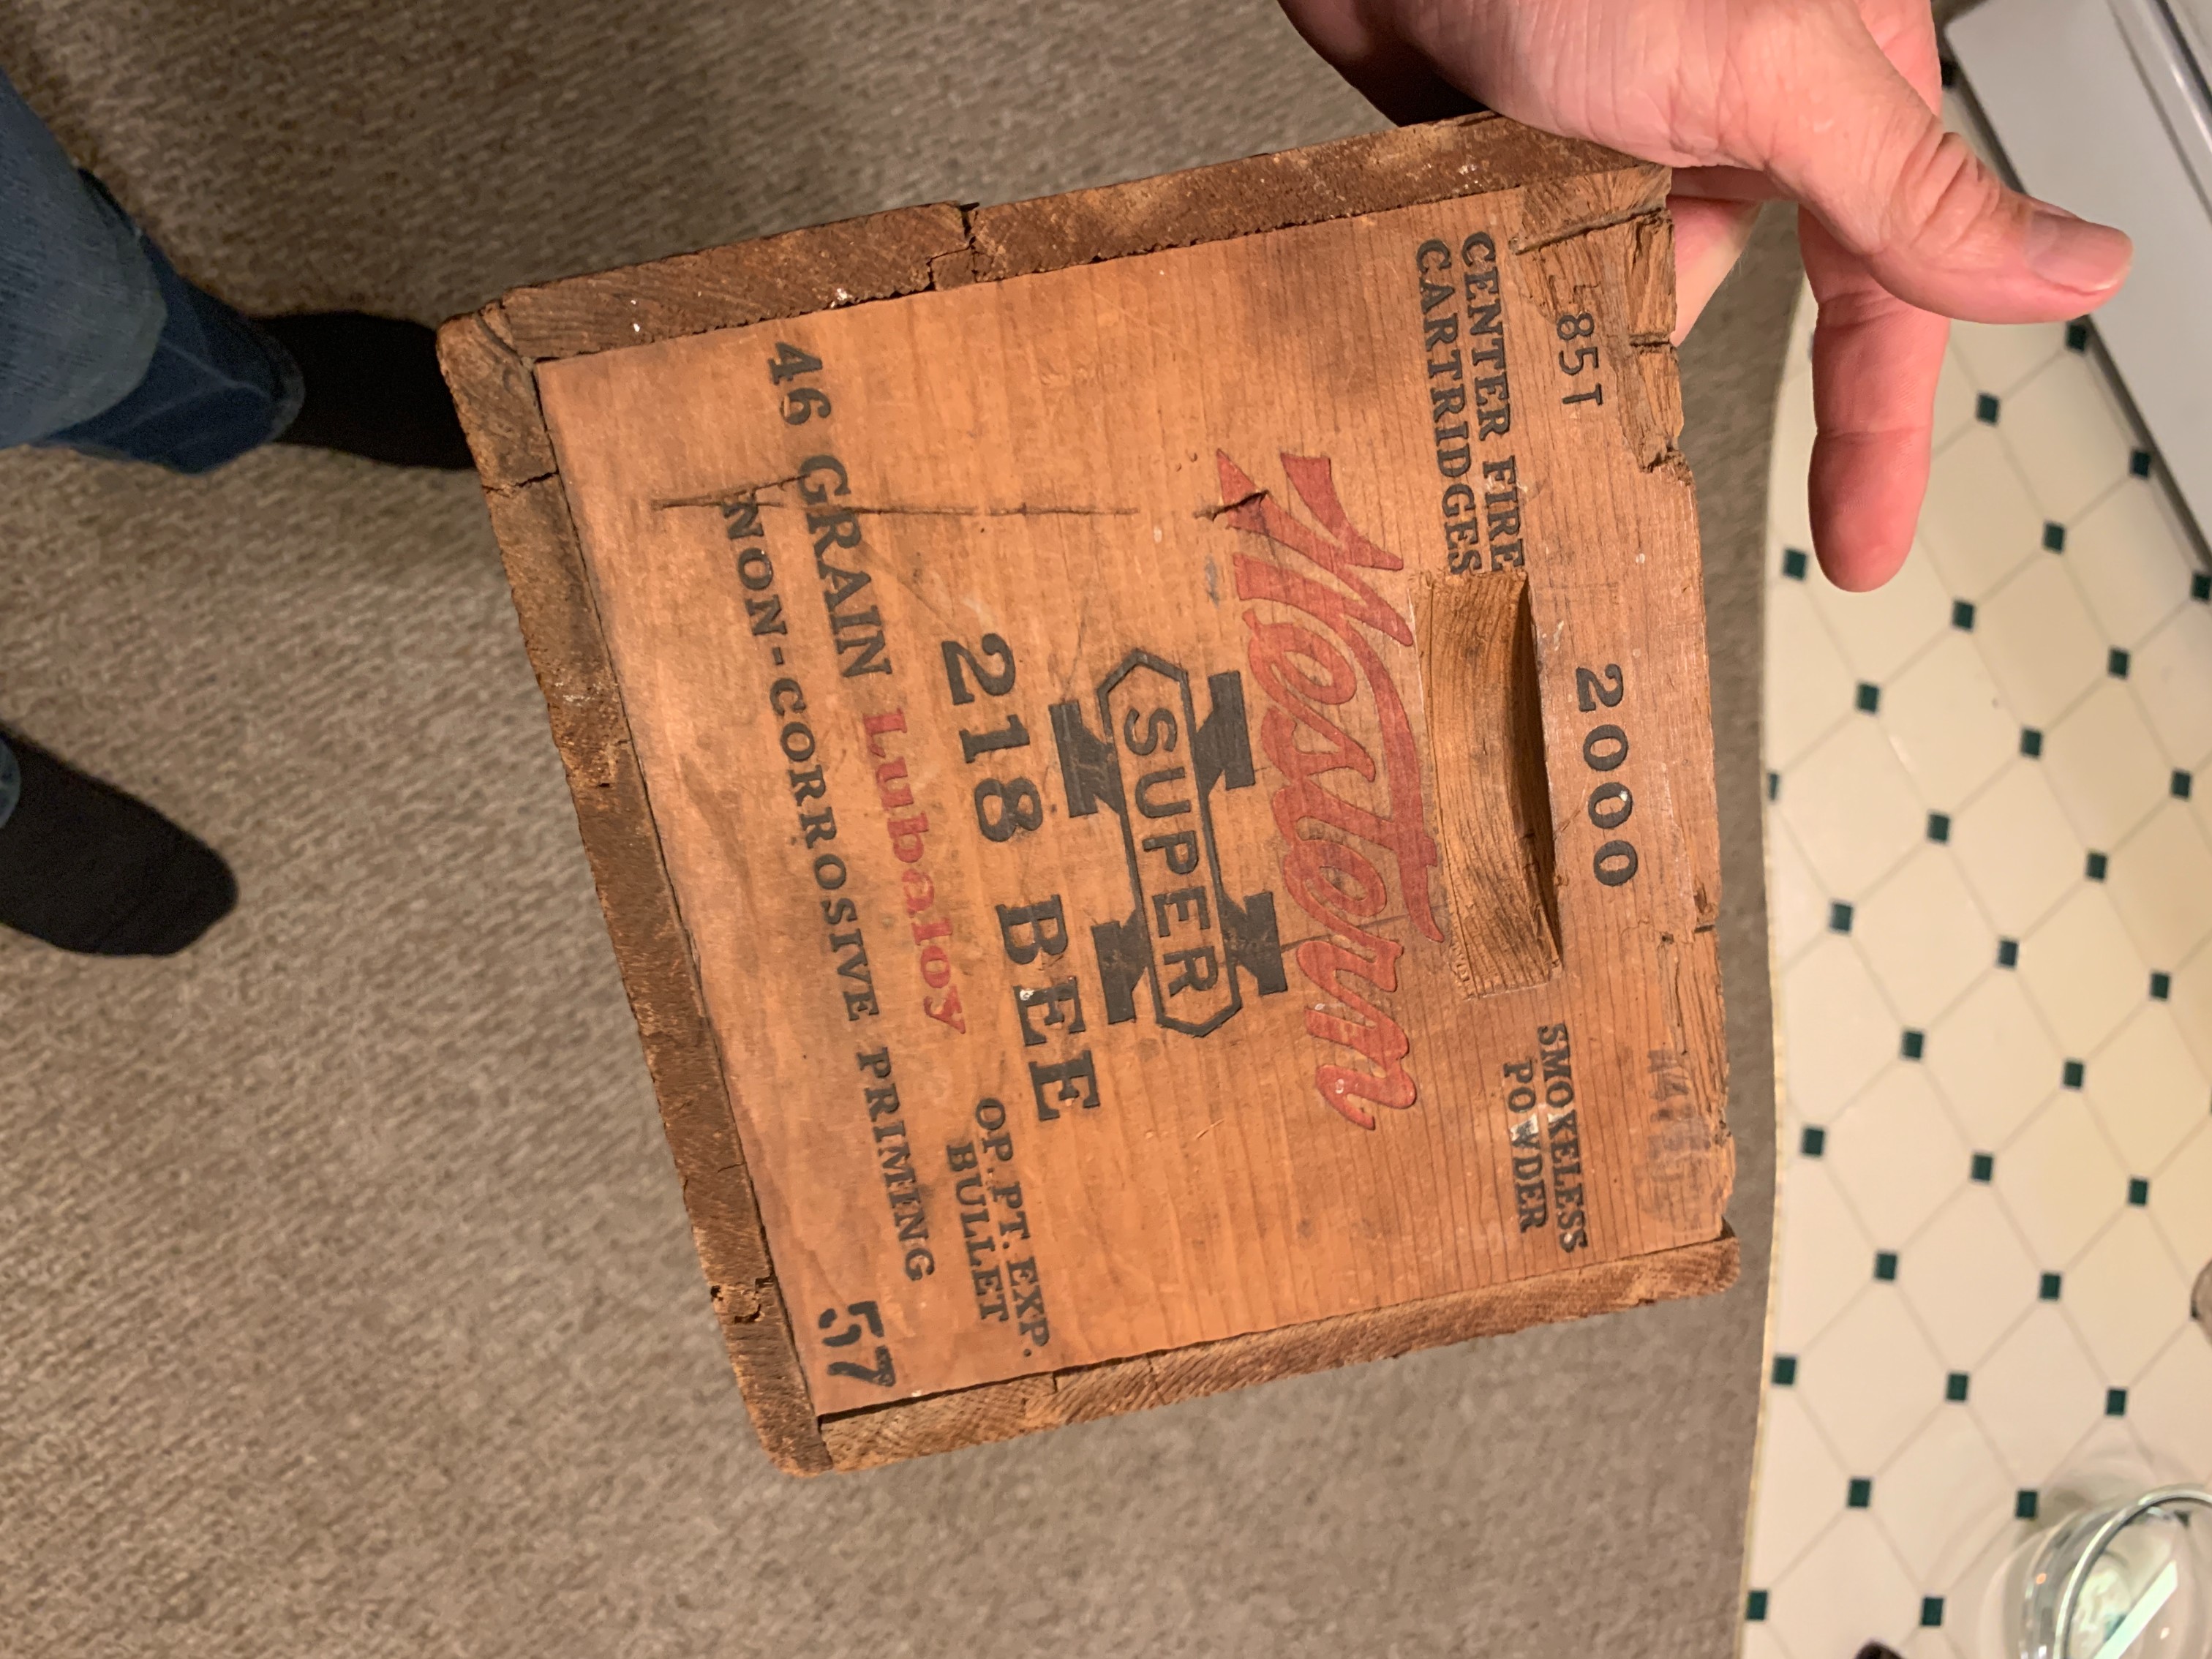 2000
L-851
CENTER FIRE
CARTRIDGES
SMOKELESS
POWDER
Western
SUPER X
218 BEE
46 GRAIN Lubaloy
OP. PT. EXP.
BULLET
NON-CORROSIVE PRIMING
57